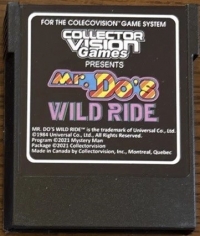 FOR THE COLECOVISION™ GAME SYSTEM
COLLECTOR
VISION
Games
PRESENTS
Mr. DO'S
WILD RIDE
MR. DO'S WILD RIDE™ is the trademark of Universal Co., Ltd.
©1984 Universal Co., Ltd., All Rights Reserved.
Program ©2021 Mystery Man
Package ©2021 Collectorvision
Made in Canada by Collectorvision, Inc., Montreal, Quebec